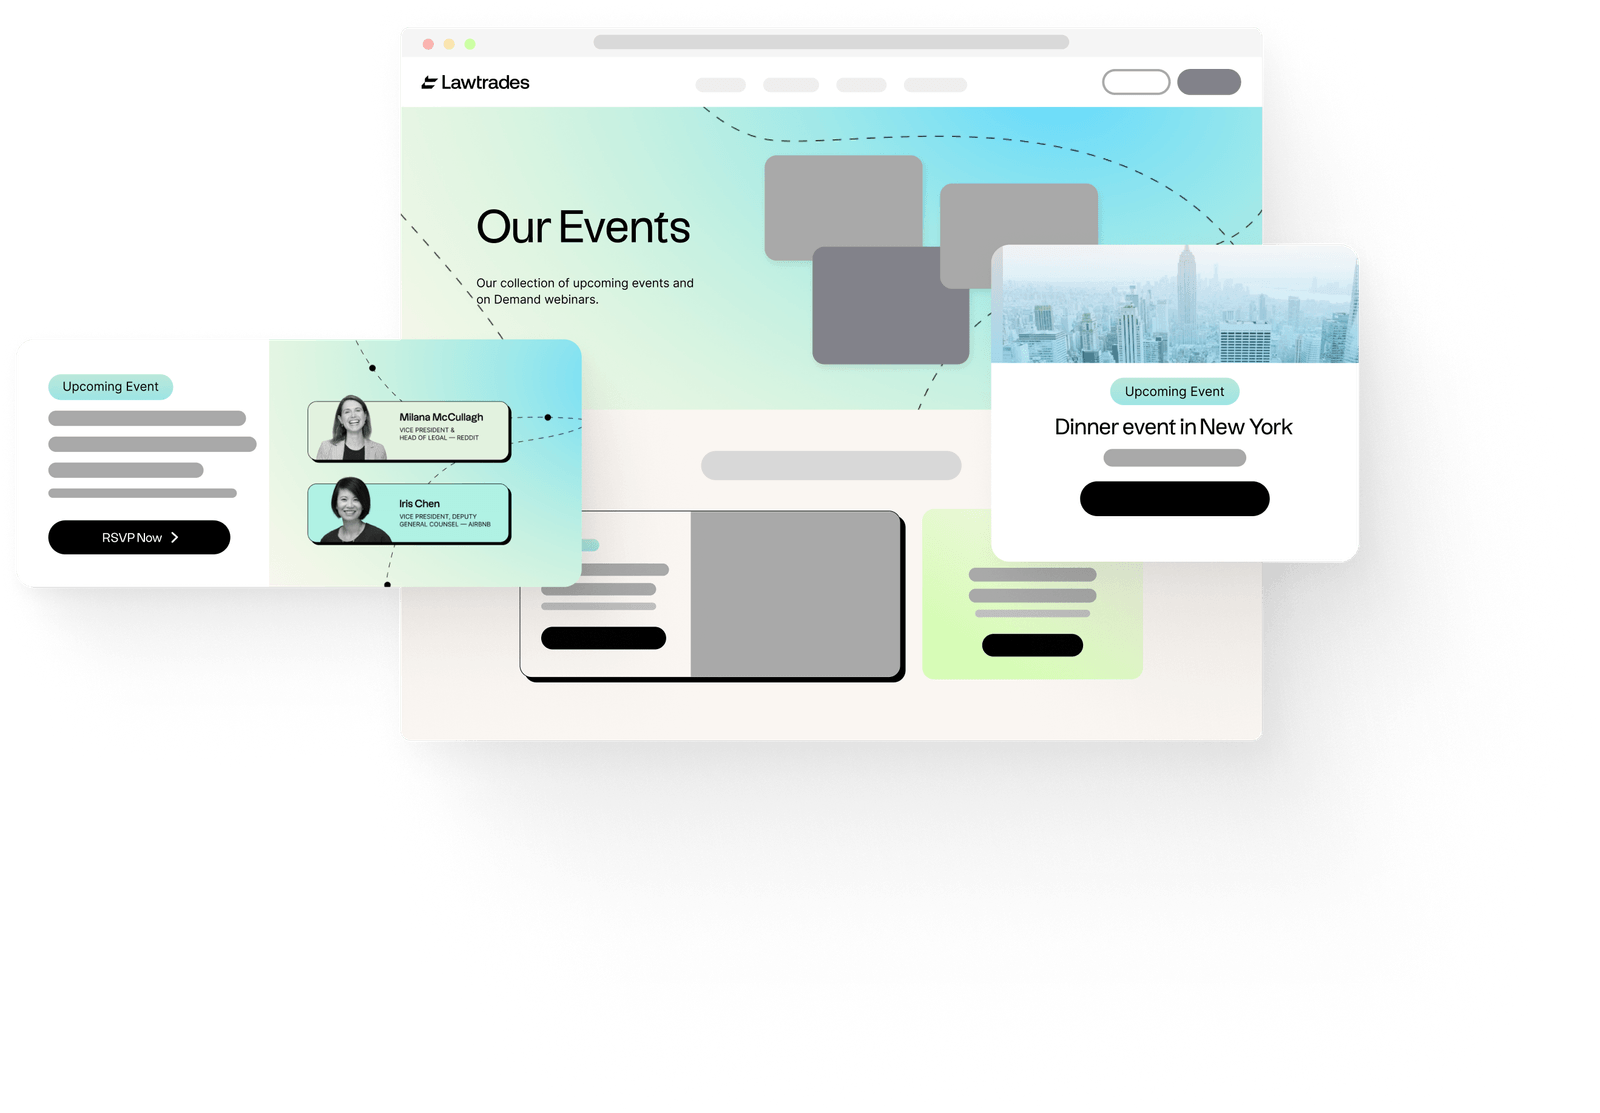 Lawtrades
Our Events
Our collection of upcoming events and
on Demand webinars.
Upcoming Event
RSVP Now
Milana McCullagh
VICE PRESIDENT &
HEAD OF LEGAL — REDDIT
Iris Chen
VICE PRESIDENT, DEPUTY
GENERAL COUNSEL — AIRBNB
Upcoming Event
Dinner event in New York